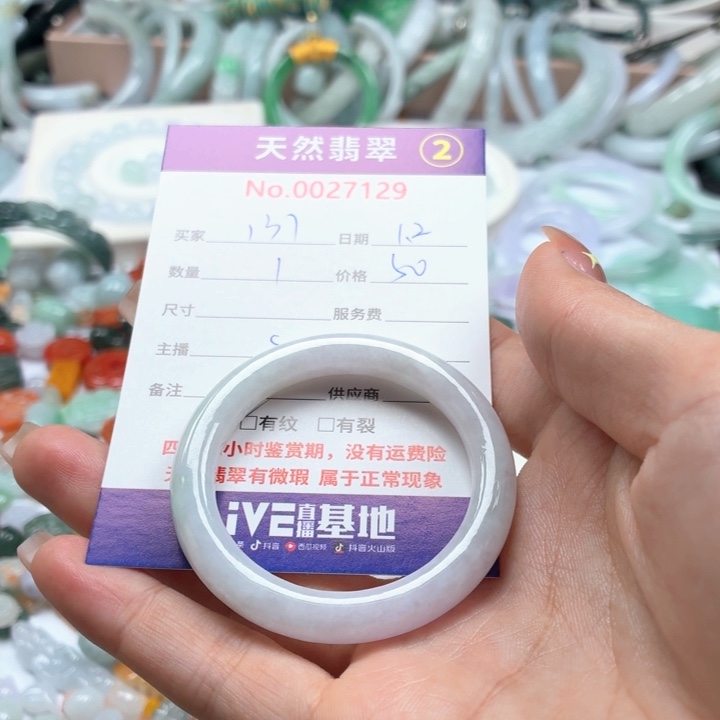 天然翡翠 ②
No.0027129
买家 137 日期 1.2
数量 1 价格 50
尺寸 服务费
主播
备注 供应商
□有纹 □有裂
小时鉴赏期，没有运费险
翡翠有微瑕 属于正常现象
iVE直播基地
抖音 西瓜视频 抖音火山版